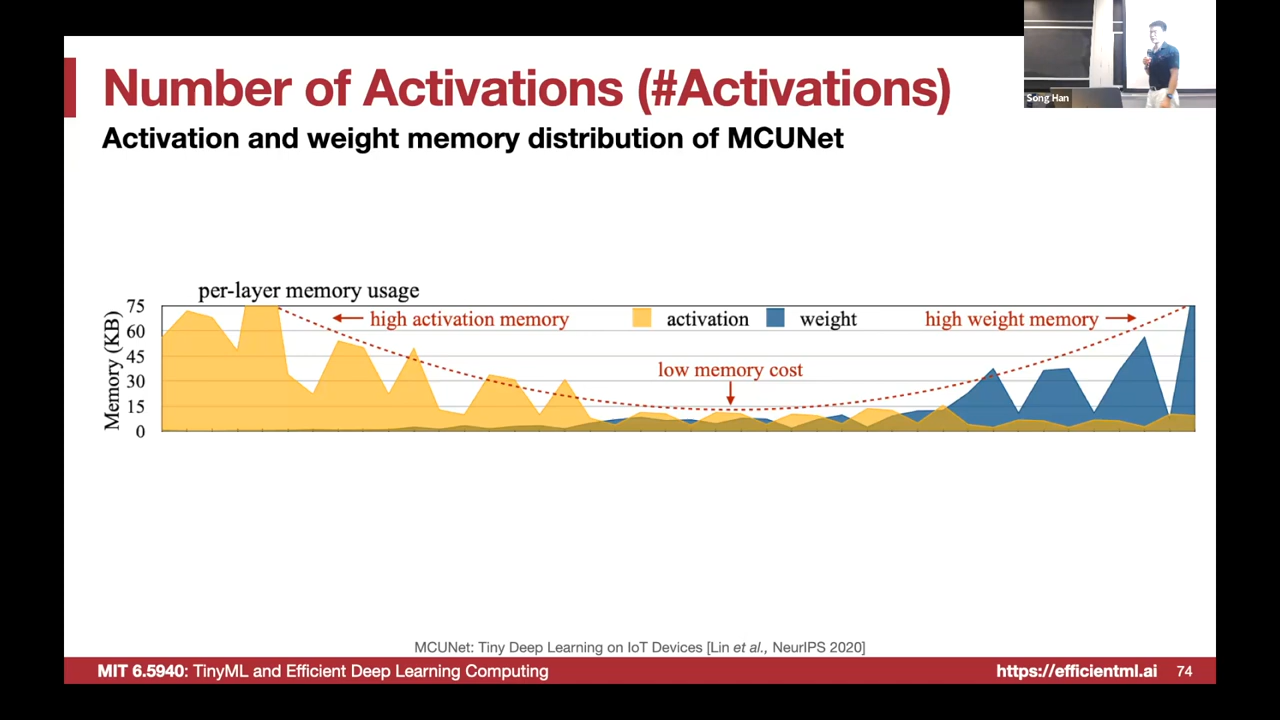 Number of Activations (#Activations)
Song Han
Activation and weight memory distribution of MCUNet
per-layer memory usage
75
60
45
30
15
0
Memory (KB)
high activation memory
activation
weight
high weight memory
low memory cost
MCUNet: Tiny Deep Learning on IoT Devices [Lin et al., NeurIPS 2020]
MIT 6.5940: TinyML and Efficient Deep Learning Computing
https://efficientml.ai
74